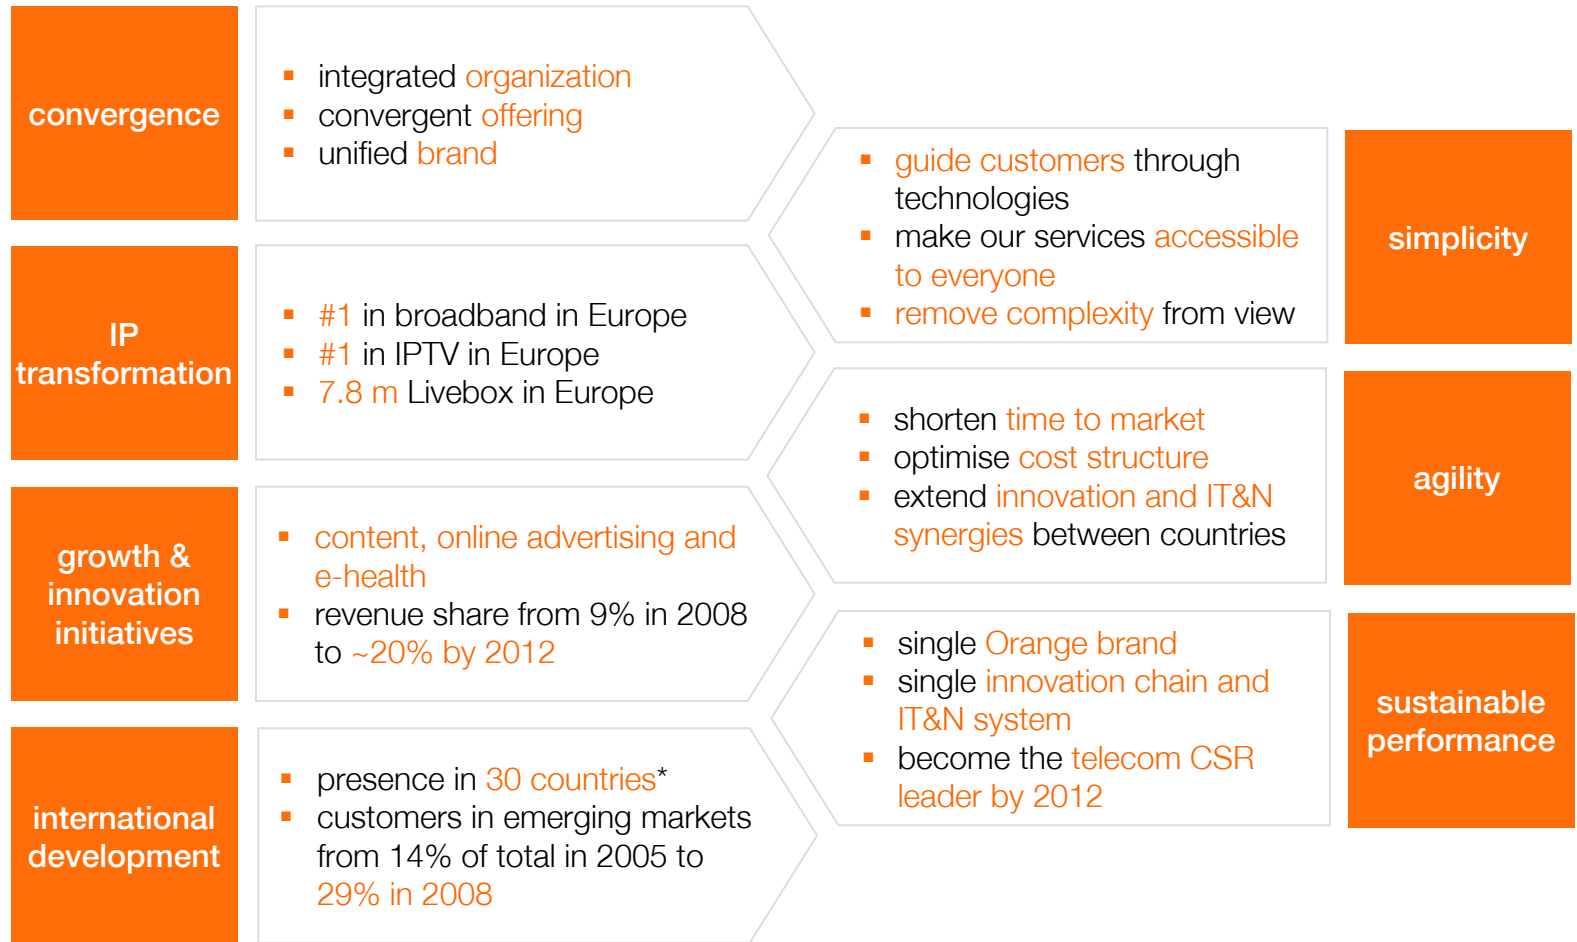 convergence
▪ integrated organization
▪ convergent offering
▪ unified brand
IP
transformation
▪ #1 in broadband in Europe
▪ #1 in IPTV in Europe
▪ 7.8 m Livebox in Europe
growth &
innovation
initiatives
▪ content, online advertising and
e-health
▪ revenue share from 9% in 2008
to ~20% by 2012
international
development
▪ presence in 30 countries*
▪ customers in emerging markets
from 14% of total in 2005 to
29% in 2008
▪ guide customers through
technologies
▪ make our services accessible
to everyone
▪ remove complexity from view
simplicity
▪ shorten time to market
▪ optimise cost structure
▪ extend innovation and IT&N
synergies between countries
agility
▪ single Orange brand
▪ single innovation chain and
IT&N system
▪ become the telecom CSR
leader by 2012
sustainable
performance